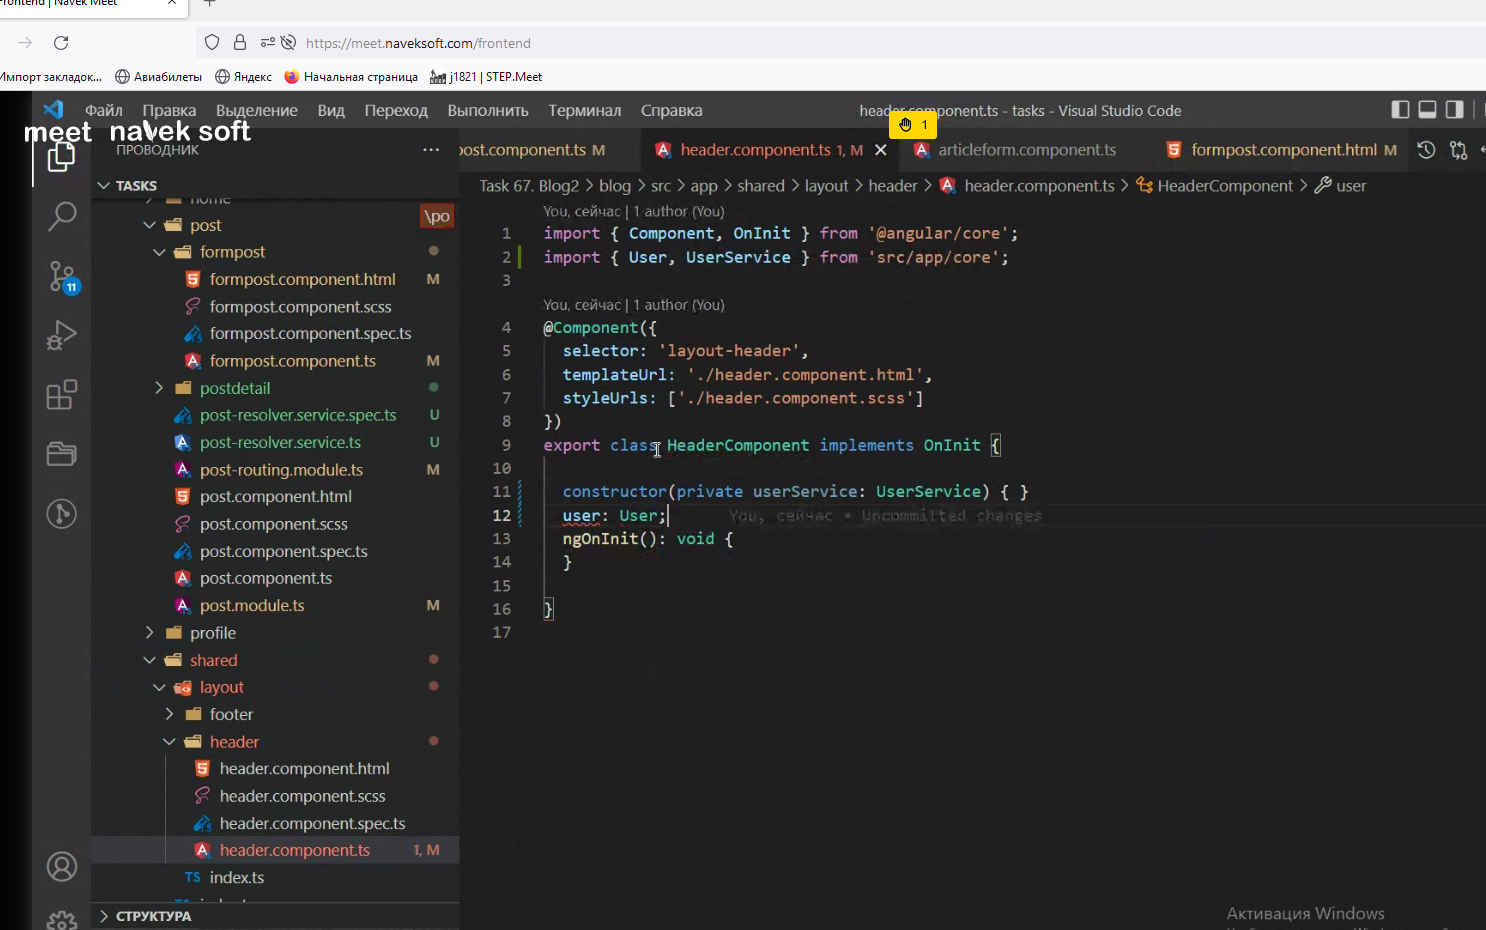 Frontend | Navek Meet
https://meet.naveksoft.com/frontend
Импорт закладок... Авиабилеты Яндекс Начальная страница j1821 | STEP.Meet
Файл Правка Выделение Вид Переход Выполнить Терминал Справка header.component.ts - tasks - Visual Studio Code
meet navek soft
1
ПРОВОДНИК ...
post.component.ts M header.component.ts 1, M articleform.component.ts formpost.component.html M
TASKS
Task 67. Blog2 > blog > src > app > shared > layout > header > header.component.ts > HeaderComponent > user
home
\po
post
formpost
formpost.component.html M
formpost.component.scss
formpost.component.spec.ts
formpost.component.ts M
postdetail
post-resolver.service.spec.ts U
post-resolver.service.ts U
post-routing.module.ts M
post.component.html
post.component.scss
post.component.spec.ts
post.component.ts
post.module.ts M
profile
shared
layout
footer
header
header.component.html
header.component.scss
header.component.spec.ts
header.component.ts 1, M
index.ts
СТРУКТУРА
11
You, сейчас | 1 author (You)
1 import { Component, OnInit } from '@angular/core';
2 import { User, UserService } from 'src/app/core';
3
You, сейчас | 1 author (You)
4 @Component({
5 selector: 'layout-header',
6 templateUrl: './header.component.html',
7 styleUrls: ['./header.component.scss']
8 })
9 export class HeaderComponent implements OnInit {
10
11 constructor(private userService: UserService) { }
12 user: User; You, сейчас • Uncommitted changes
13 ngOnInit(): void {
14 }
15
16 }
17
Активация Windows